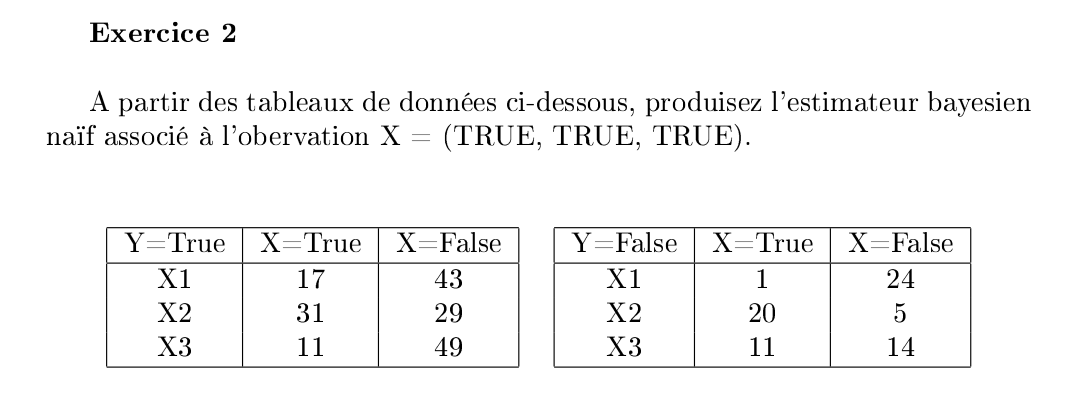 Exercice 2
A partir des tableaux de données ci-dessous, produisez l'estimateur bayesien
naïf associé à l'obervation X = (TRUE, TRUE, TRUE).
Y=True X=True X=False Y=False X=True X=False
X1 17 43 X1 1 24
X2 31 29 X2 20 5
X3 11 49 X3 11 14